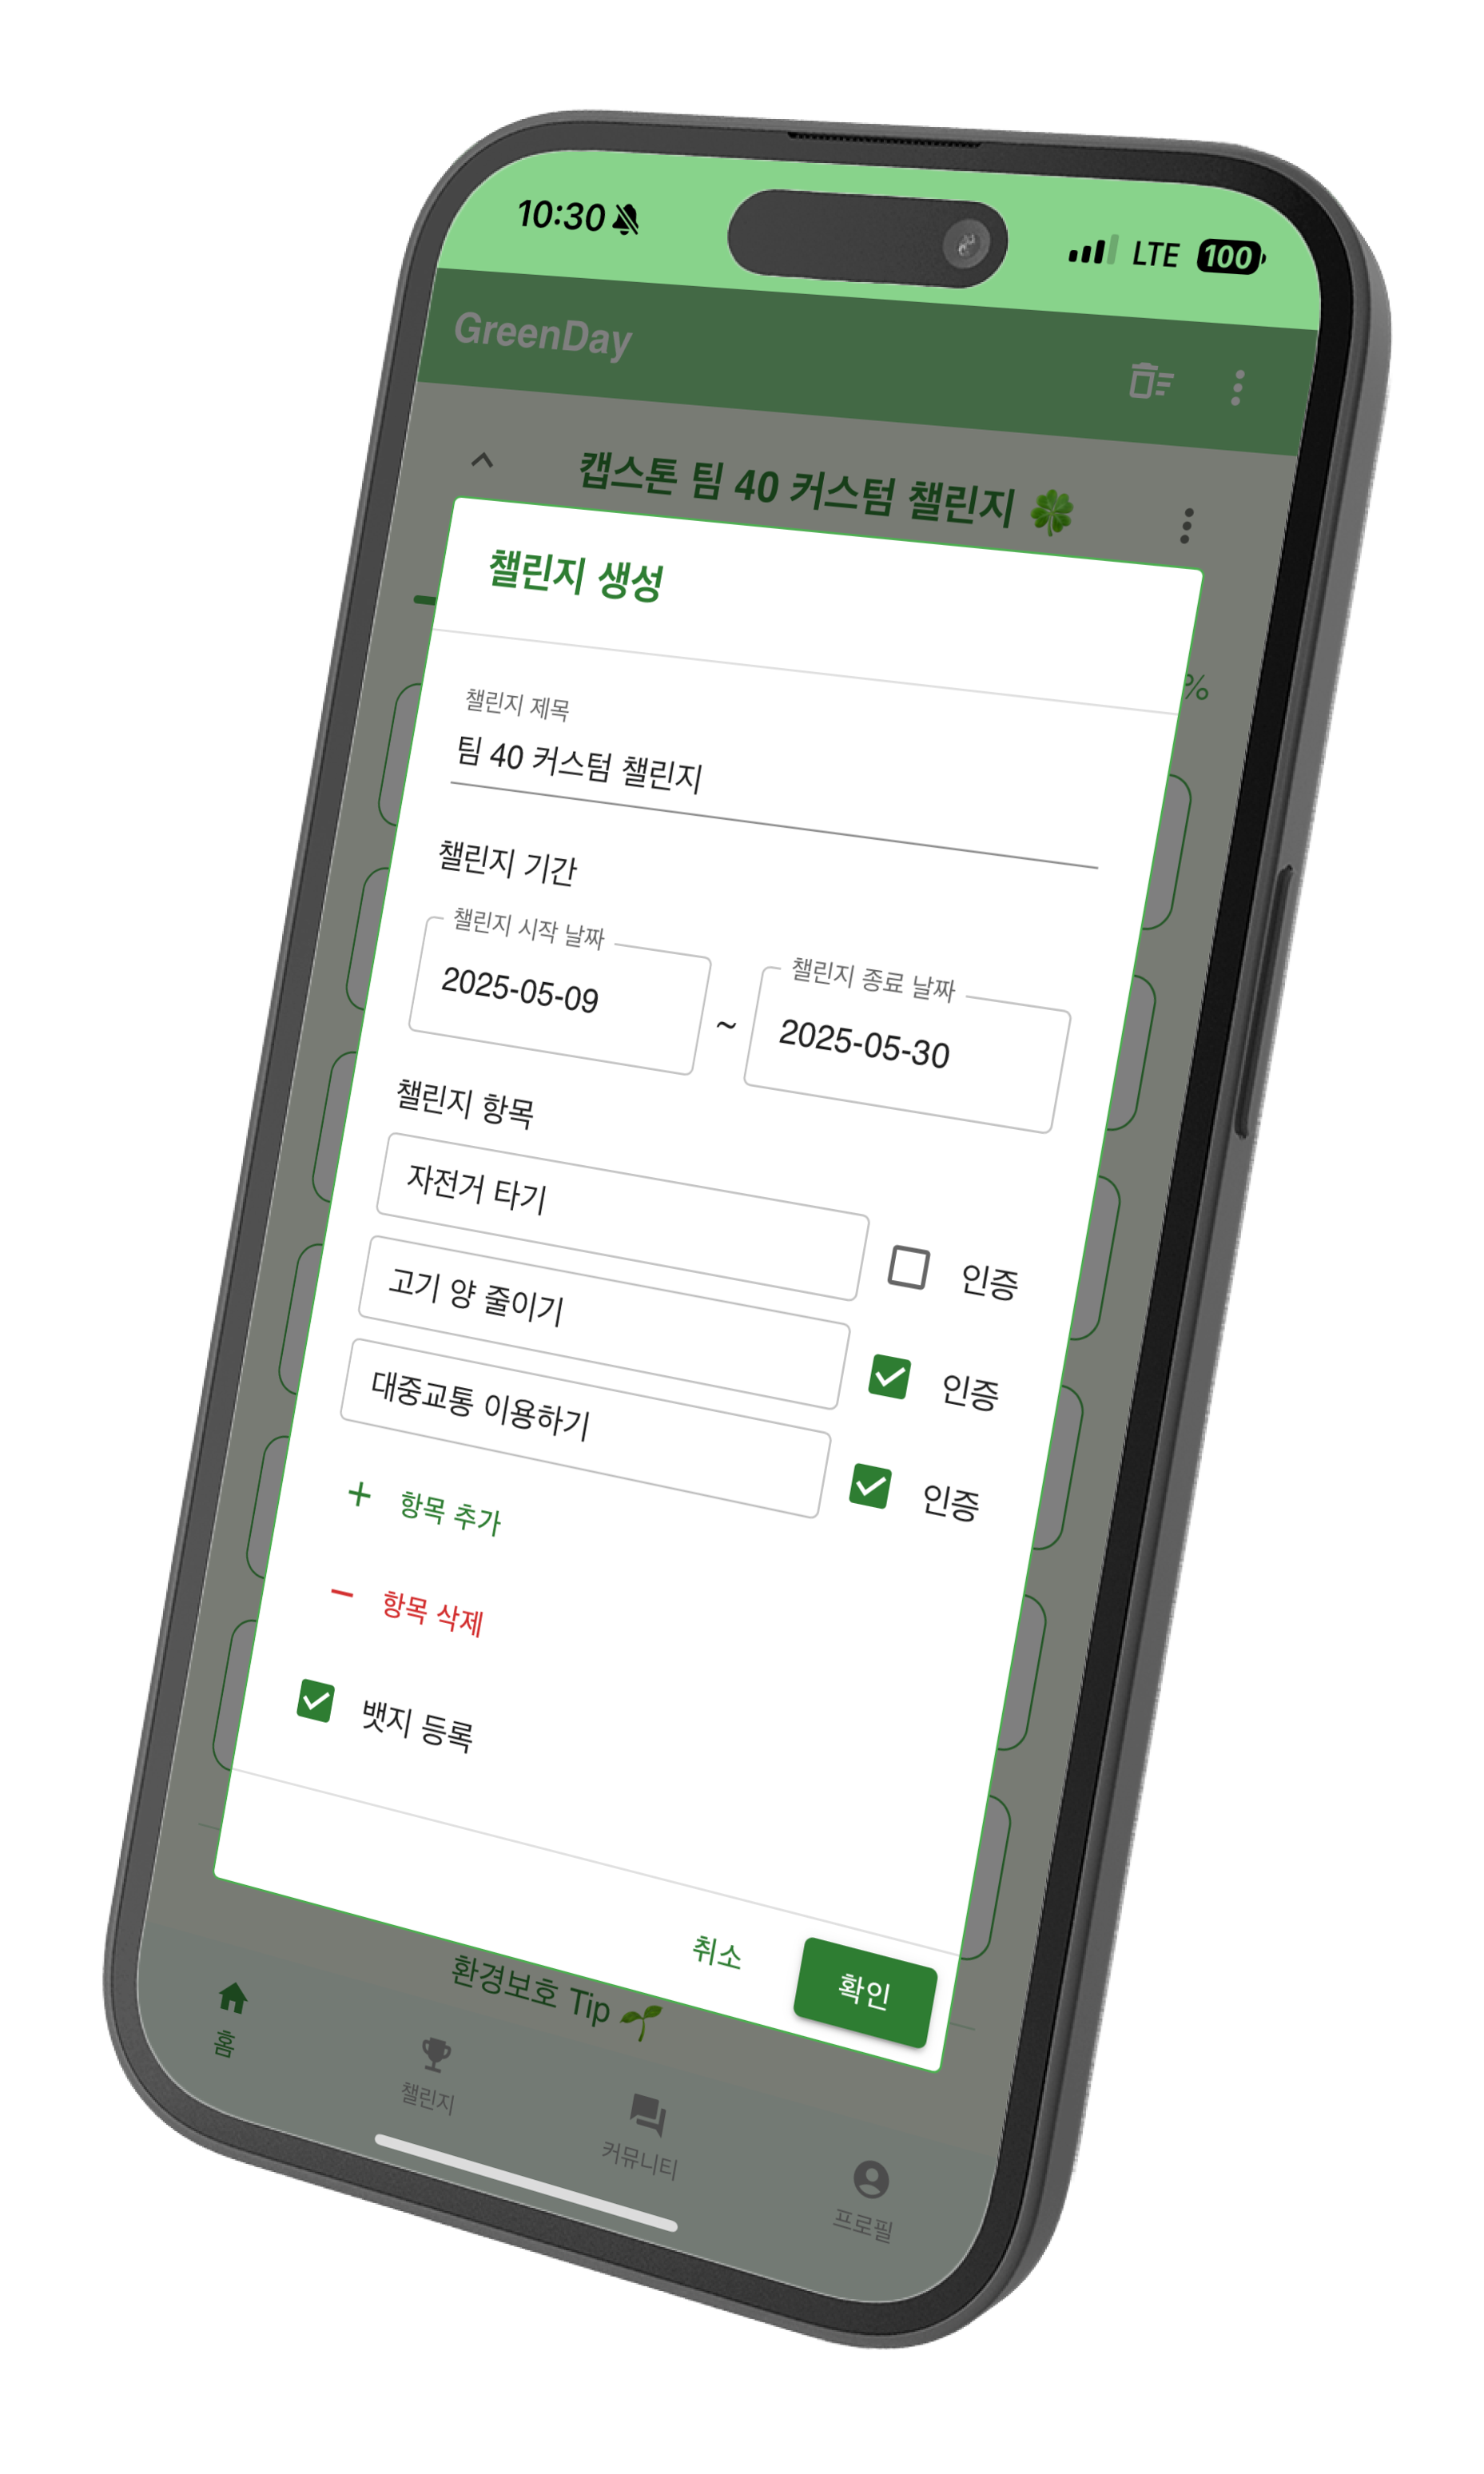 10:30 LTE 100
GreenDay
캡스톤 팀 40 커스텀 챌린지 🍀
챌린지 생성
%
챌린지 제목
팀 40 커스텀 챌린지
챌린지 기간
챌린지 시작 날짜
2025-05-09
~
챌린지 종료 날짜
2025-05-30
챌린지 항목
자전거 타기
인증
고기 양 줄이기
인증
대중교통 이용하기
인증
+ 항목 추가
− 항목 삭제
뱃지 등록
취소
확인
환경보호 Tip 🌱
홈
챌린지
커뮤니티
프로필